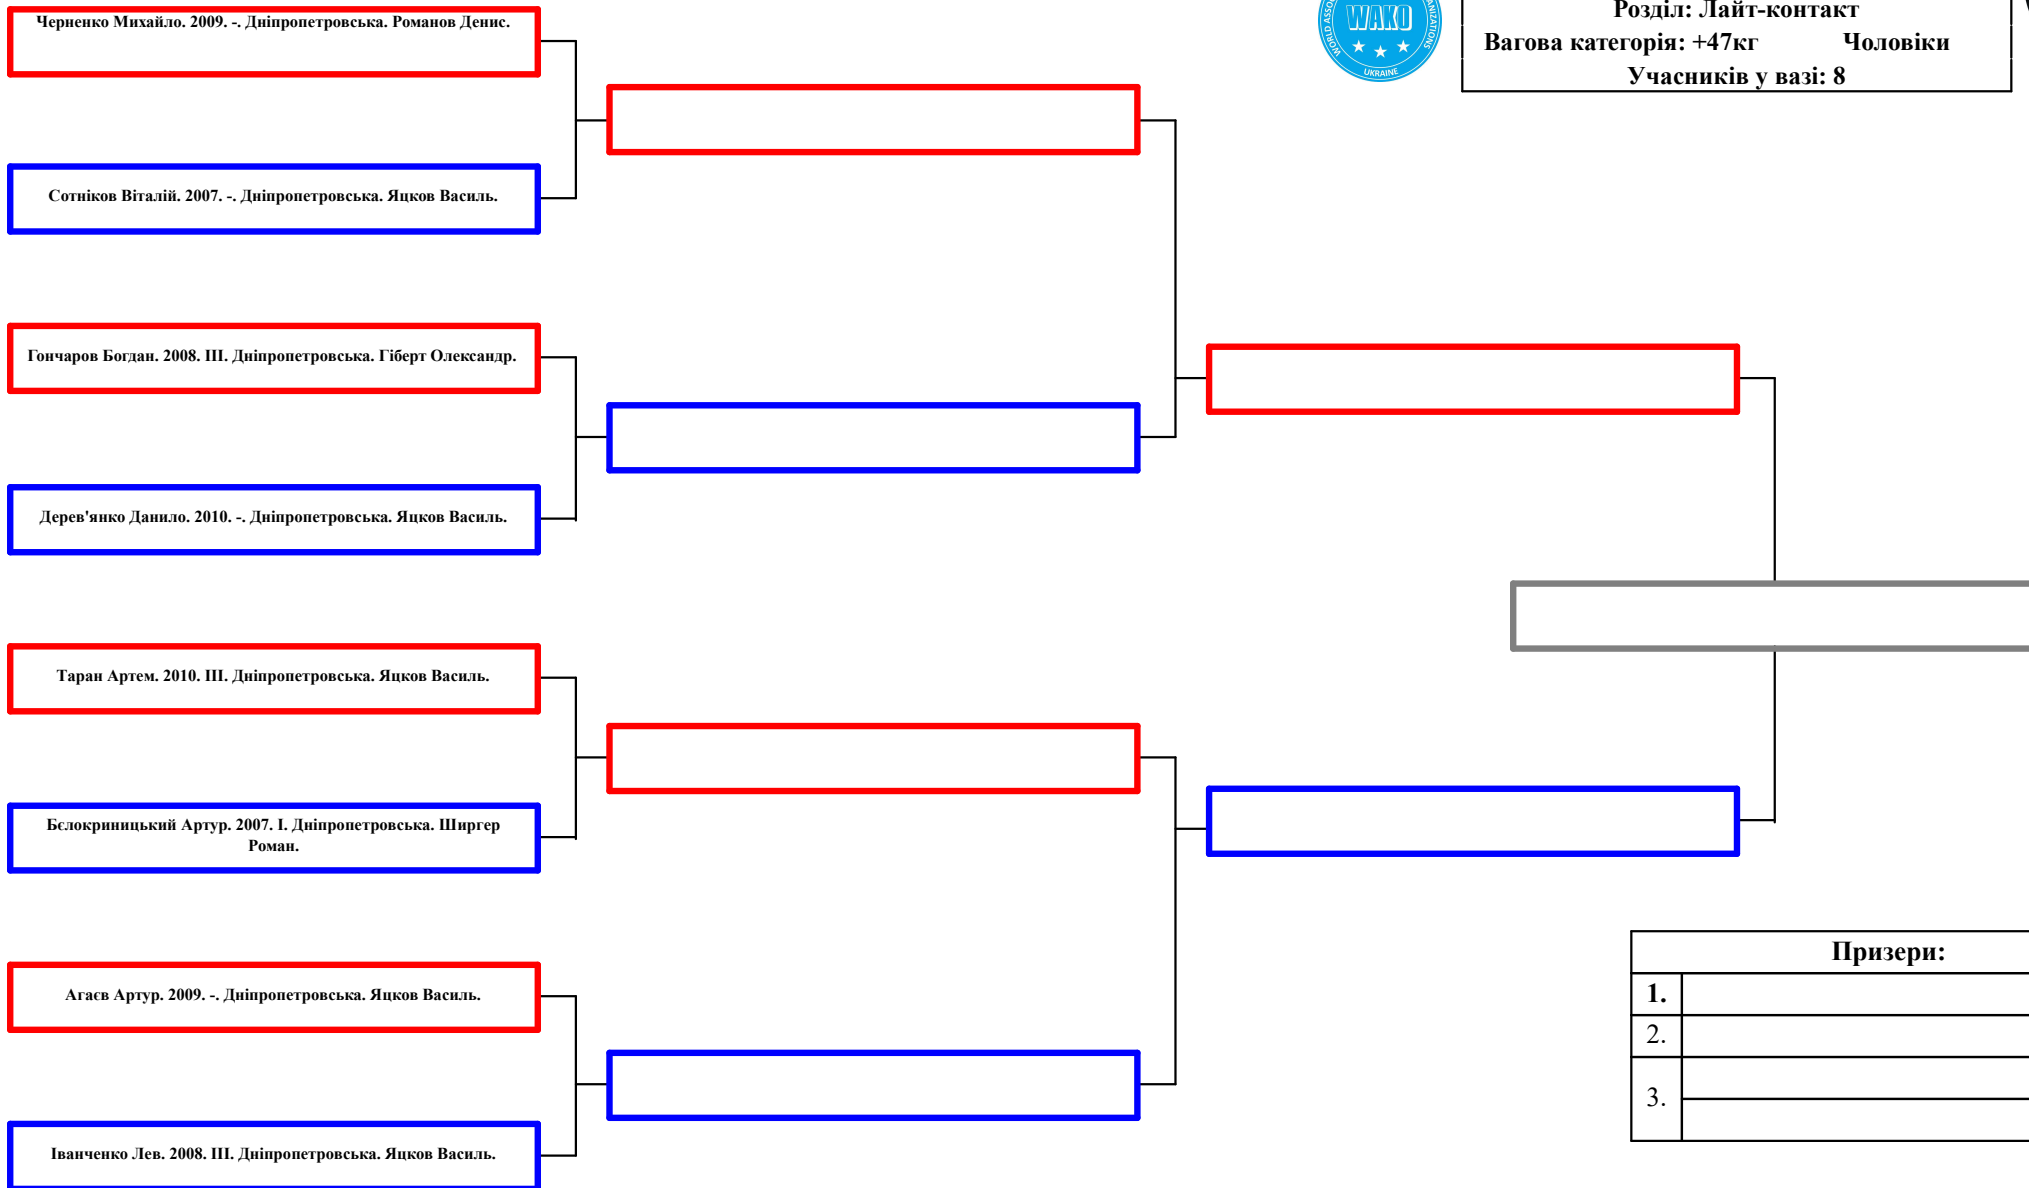 Черненко Михайло. 2009. -. Дніпропетровська. Романов Денис.
Сотніков Віталій. 2007. -. Дніпропетровська. Яцков Василь.
Гончаров Богдан. 2008. III. Дніпропетровська. Гіберт Олександр.
Дерев'янко Данило. 2010. -. Дніпропетровська. Яцков Василь.
Таран Артем. 2010. III. Дніпропетровська. Яцков Василь.
Бєлокриницький Артур. 2007. I. Дніпропетровська. Ширгер
Роман.
Агаєв Артур. 2009. -. Дніпропетровська. Яцков Василь.
Іванченко Лев. 2008. III. Дніпропетровська. Яцков Василь.
WAKO
WORLD
UKRAINE
Розділ: Лайт-контакт
Вагова категорія: +47кг Чоловіки
Учасників у вазі: 8
Призери:
1.
2.
3.